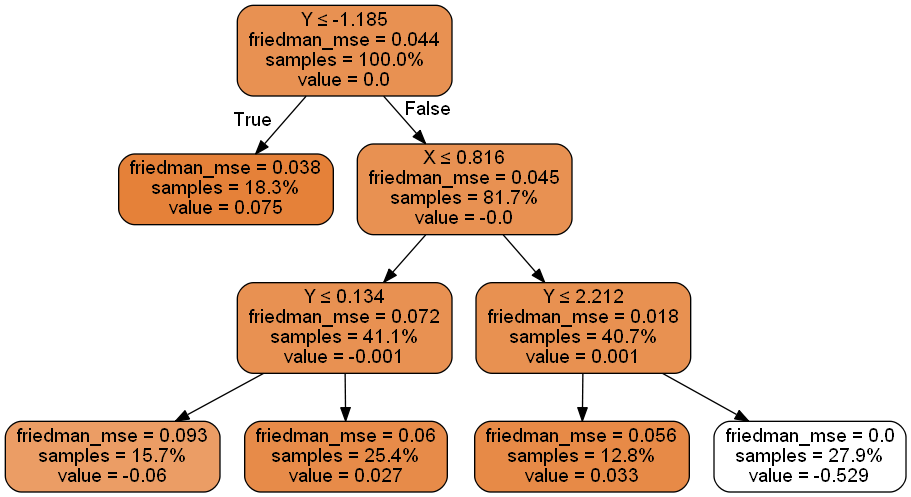 Y ≤ -1.185
friedman_mse = 0.044
samples = 100.0%
value = 0.0
True
False
friedman_mse = 0.038
samples = 18.3%
value = 0.075
X ≤ 0.816
friedman_mse = 0.045
samples = 81.7%
value = -0.0
Y ≤ 0.134
friedman_mse = 0.072
samples = 41.1%
value = -0.001
Y ≤ 2.212
friedman_mse = 0.018
samples = 40.7%
value = 0.001
friedman_mse = 0.093
samples = 15.7%
value = -0.06
friedman_mse = 0.06
samples = 25.4%
value = 0.027
friedman_mse = 0.056
samples = 12.8%
value = 0.033
friedman_mse = 0.0
samples = 27.9%
value = -0.529